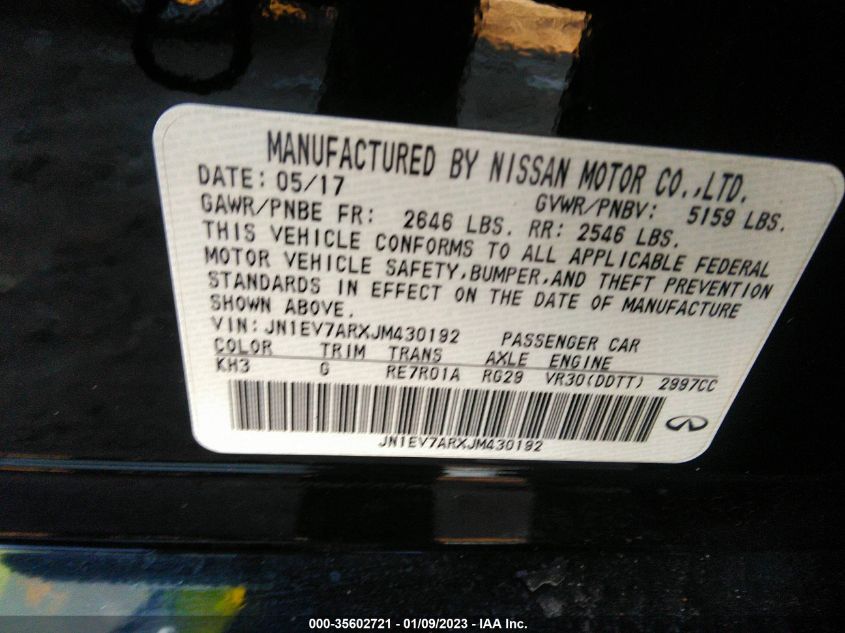 MANUFACTURED BY NISSAN MOTOR CO.,LTD.
DATE: 05/17 GVWR/PNBV: 5159 LBS.
GAWR/PNBE FR: 2646 LBS. RR: 2546 LBS.
THIS VEHICLE CONFORMS TO ALL APPLICABLE FEDERAL
MOTOR VEHICLE SAFETY,BUMPER,AND THEFT PREVENTION
STANDARDS IN EFFECT ON THE DATE OF MANUFACTURE
SHOWN ABOVE.
VIN: JN1EV7ARXJM430192 PASSENGER CAR
COLOR TRIM TRANS AXLE ENGINE
KH3 G RE7R01A RG29 VR30(DDTT) 2997CC
JN1EV7ARXJM430192
000-35602721 - 01/09/2023 - IAA Inc.